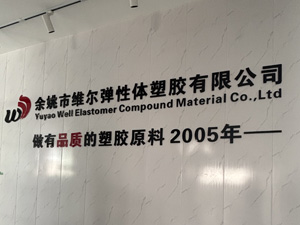 余姚市维尔弹性体塑胶有限公司
Yuyao Well Elastomer Compound Material Co.,Ltd
做有品质的塑胶原料 2005年——